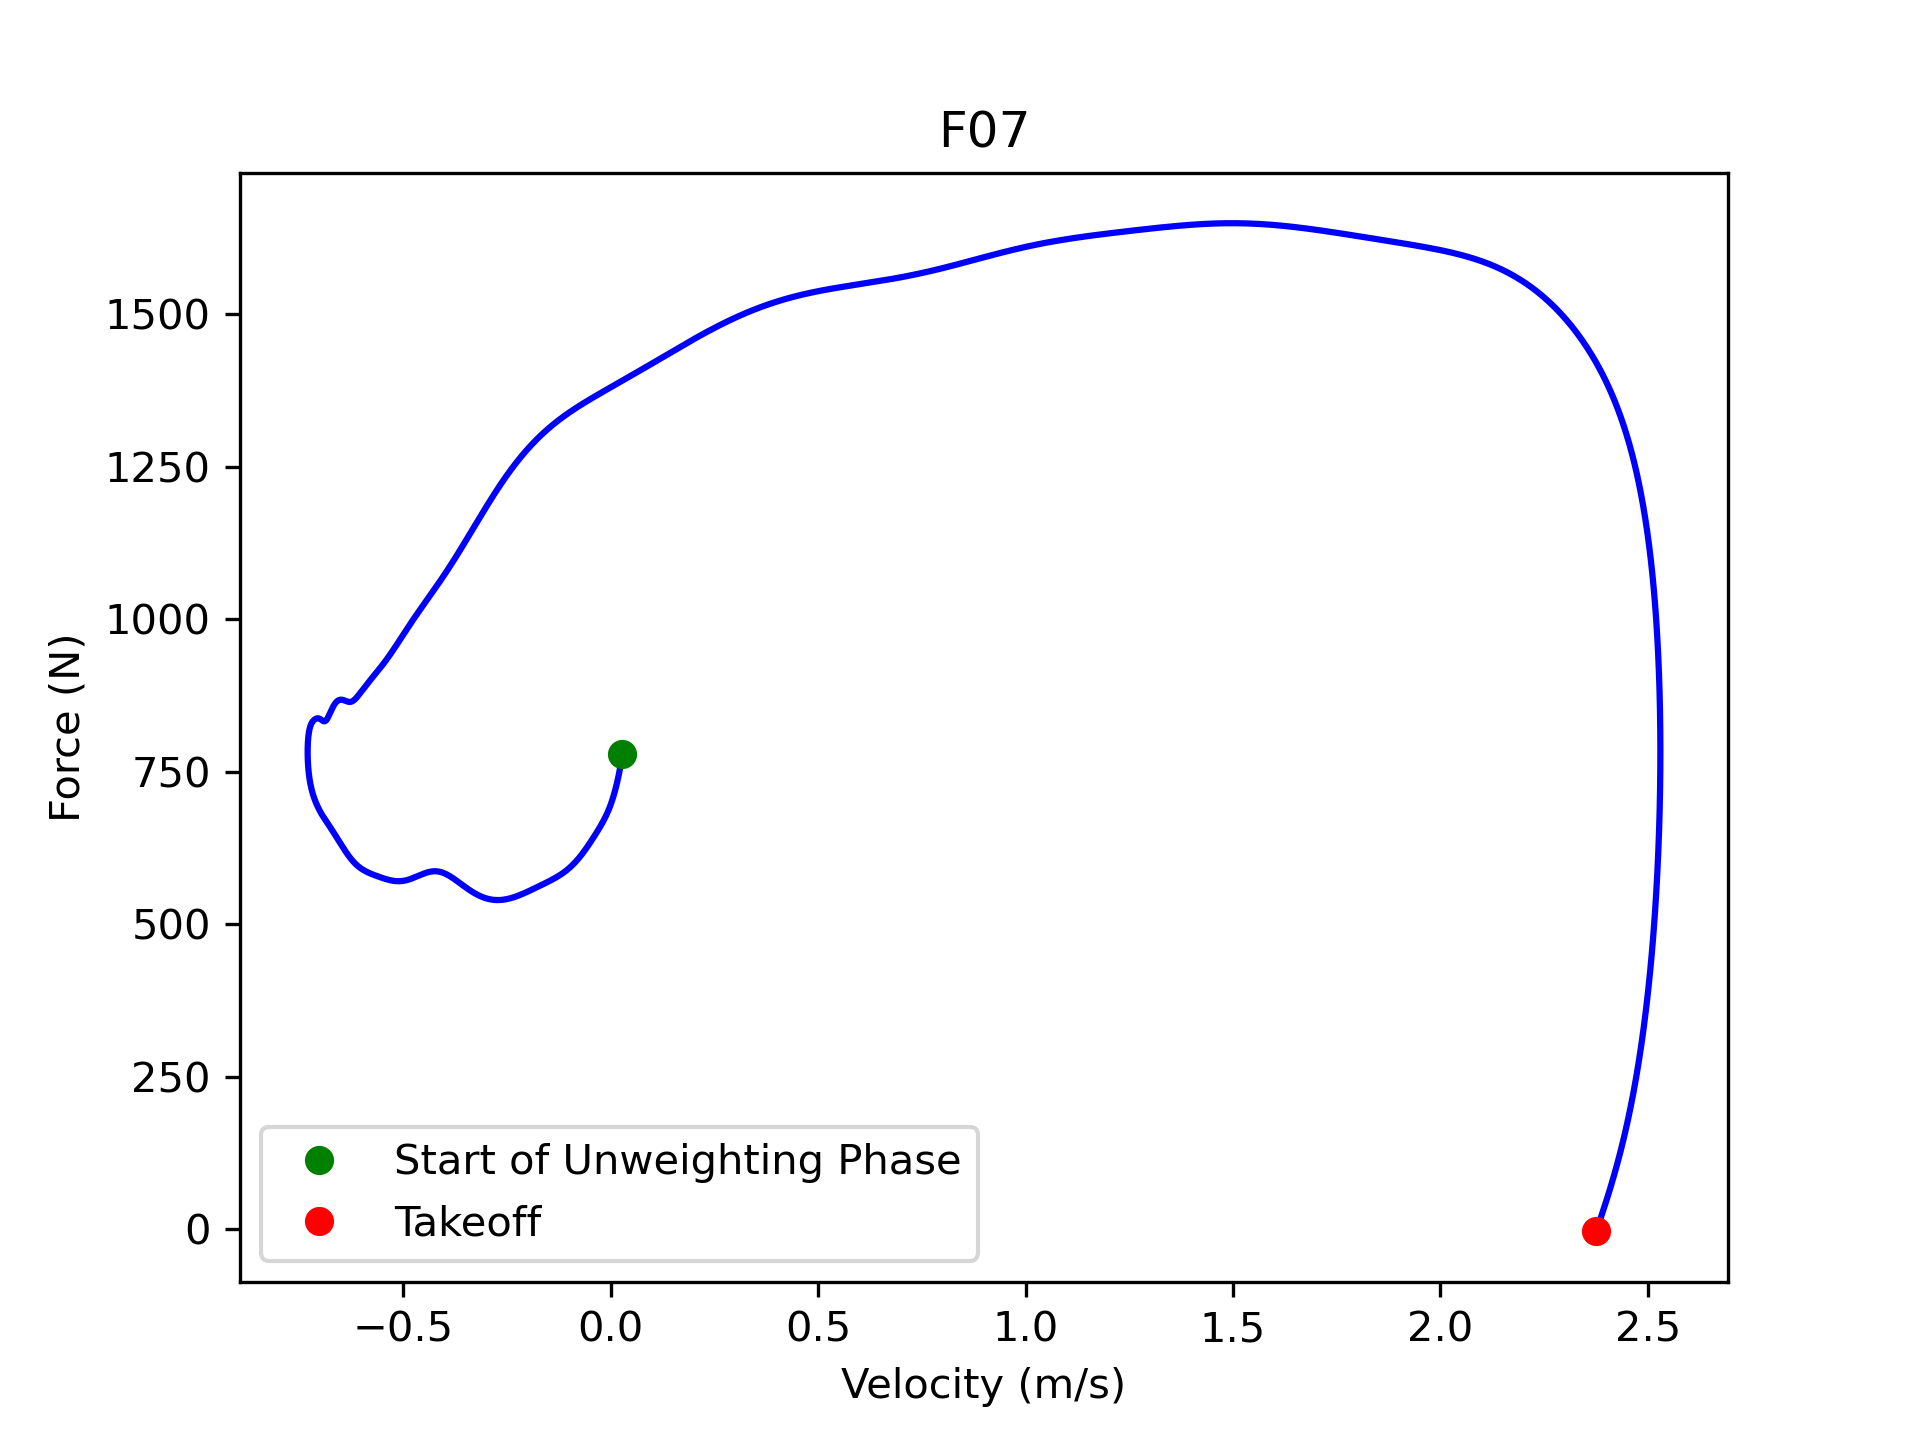 F07
Force (N)
1500
1250
1000
750
500
250
0
−0.5 0.0 0.5 1.0 1.5 2.0 2.5
Velocity (m/s)
Start of Unweighting Phase
Takeoff